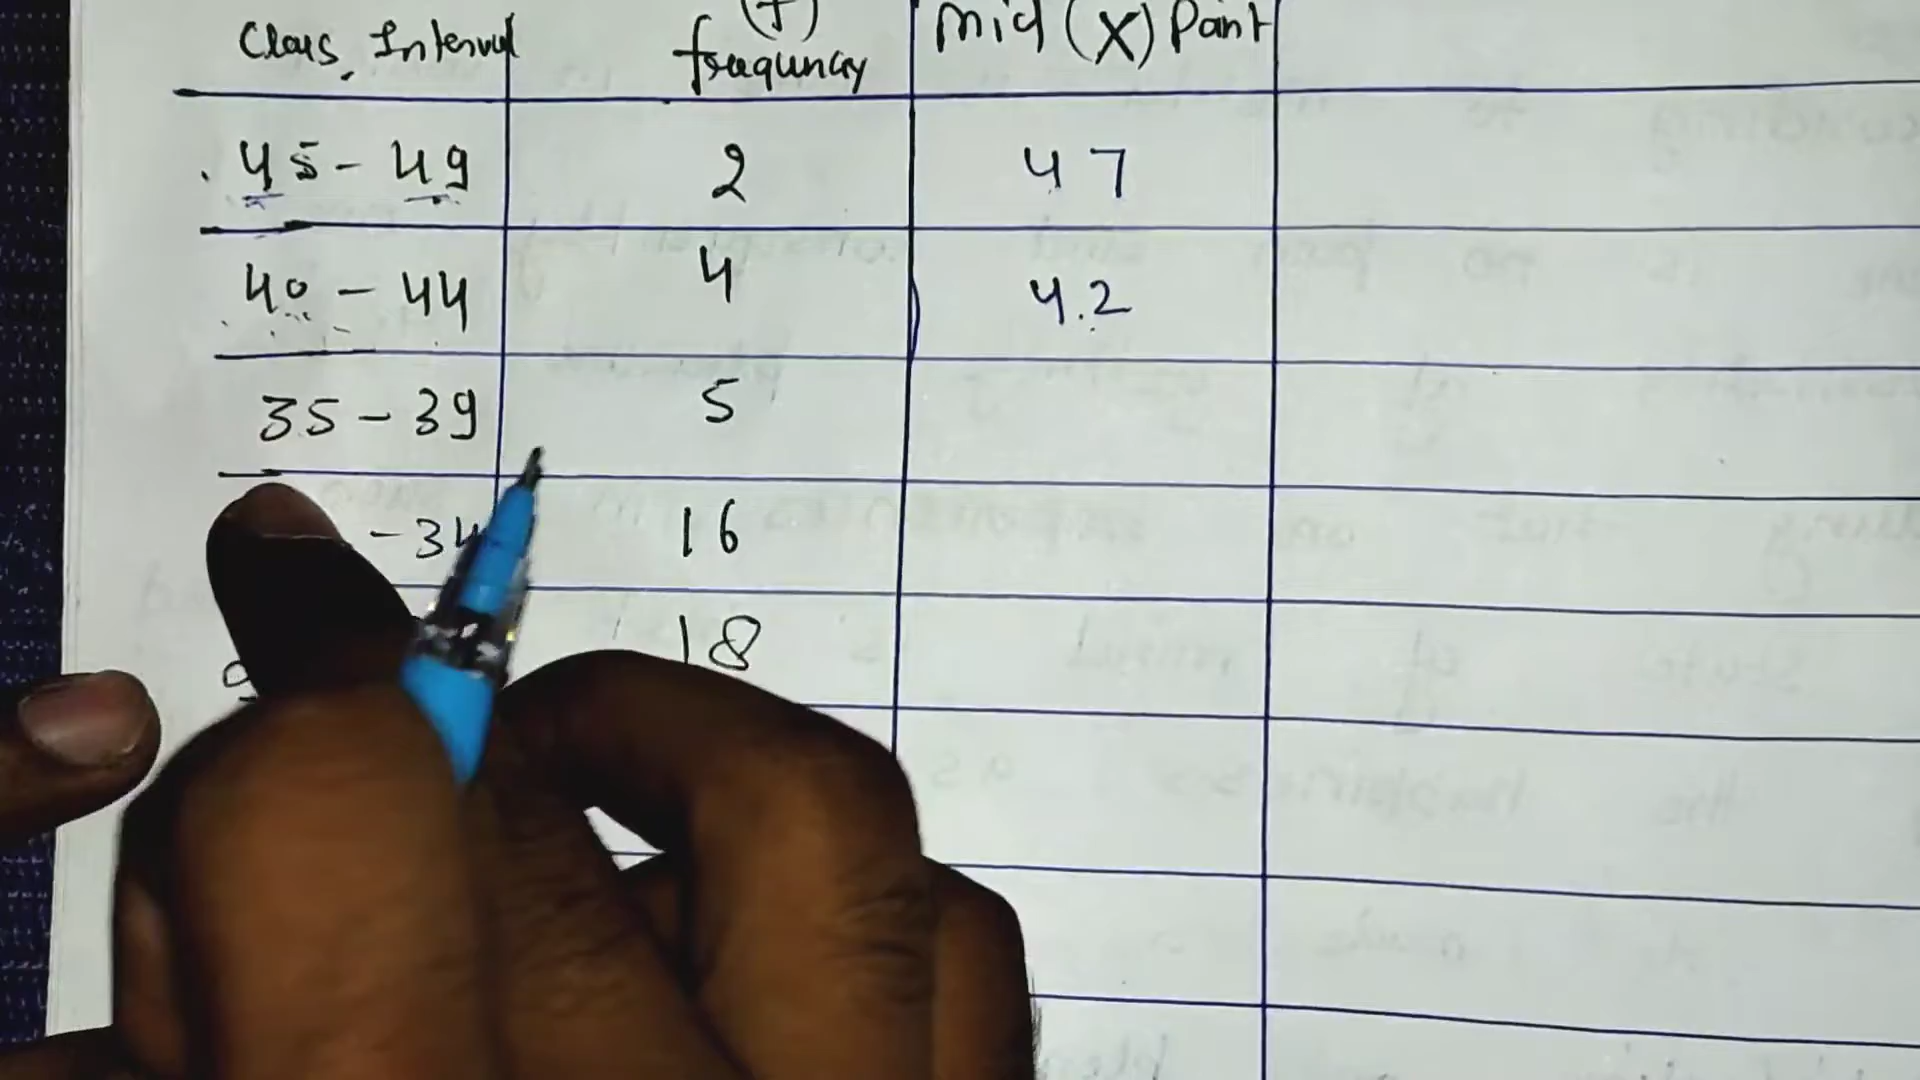 Class Interval (f) frequncy mid (X) Point
45 - 49 2 47
40 - 44 4 4.2
35 - 39 5
- 34 16
18